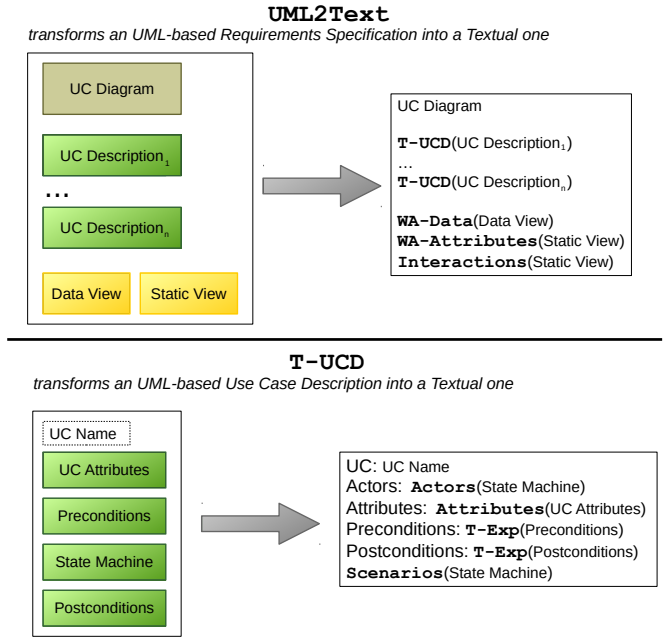 UML2Text
transforms an UML-based Requirements Specification into a Textual one
UC Diagram
UC Description1
...
UC Descriptionn
Data View
Static View
UC Diagram
T-UCD(UC Description1)
...
T-UCD(UC Descriptionn)
WA-Data(Data View)
WA-Attributes(Static View)
Interactions(Static View)
T-UCD
transforms an UML-based Use Case Description into a Textual one
UC Name
UC Attributes
Preconditions
State Machine
Postconditions
UC: UC Name
Actors: Actors(State Machine)
Attributes: Attributes(UC Attributes)
Preconditions: T-Exp(Preconditions)
Postconditions: T-Exp(Postconditions)
Scenarios(State Machine)